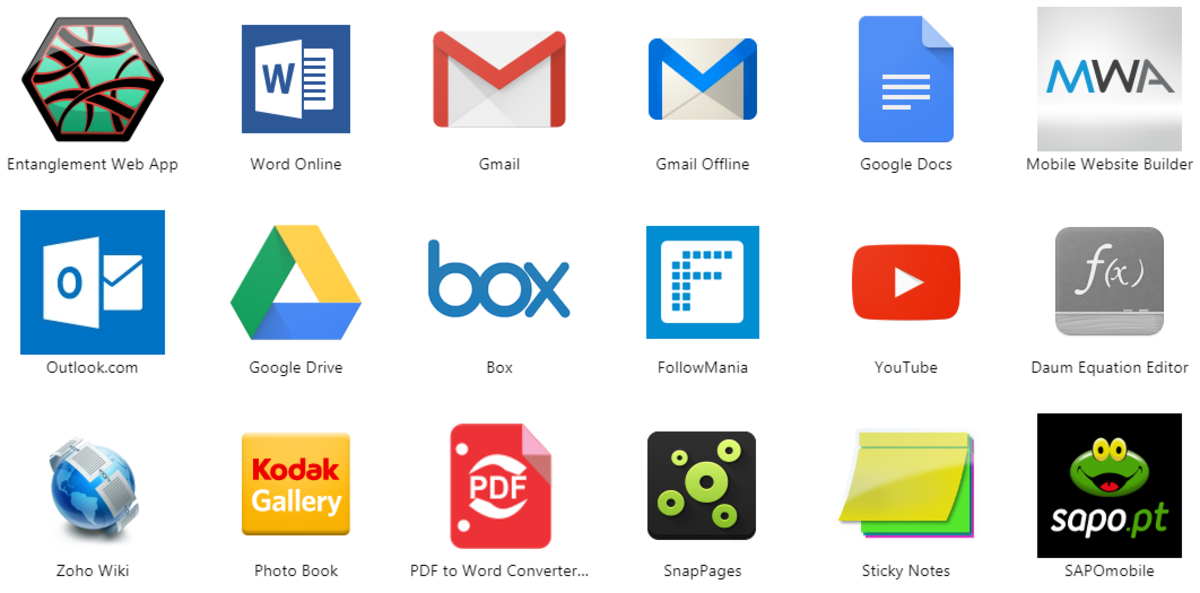 Entanglement Web App
W
Word Online
Gmail
Gmail Offline
Google Docs
MWA
Mobile Website Builder
O
Outlook.com
Google Drive
box
Box
F
FollowMania
YouTube
f(x)
Daum Equation Editor
Zoho Wiki
Kodak
Gallery
Photo Book
PDF
PDF to Word Converter...
SnapPages
Sticky Notes
sapo.pt
SAPOmobile